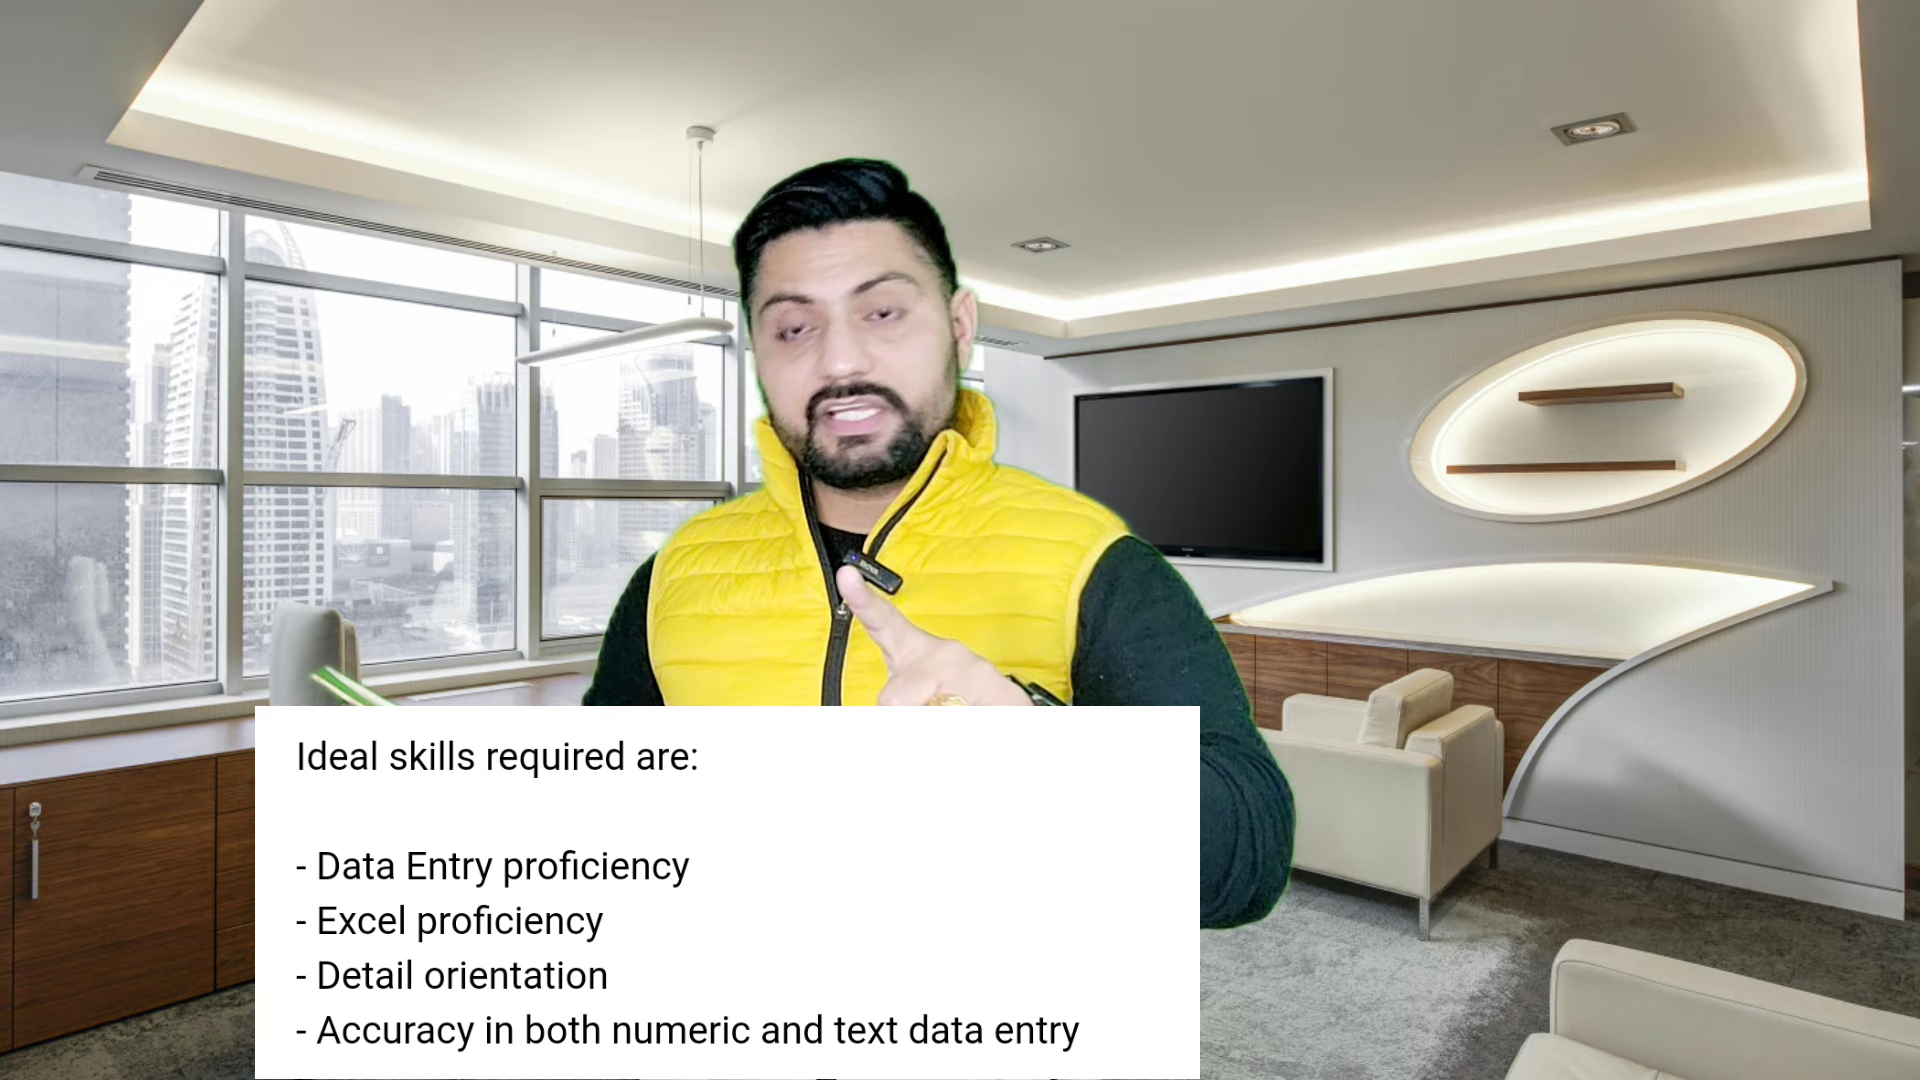 Ideal skills required are:
- Data Entry proficiency
- Excel proficiency
- Detail orientation
- Accuracy in both numeric and text data entry